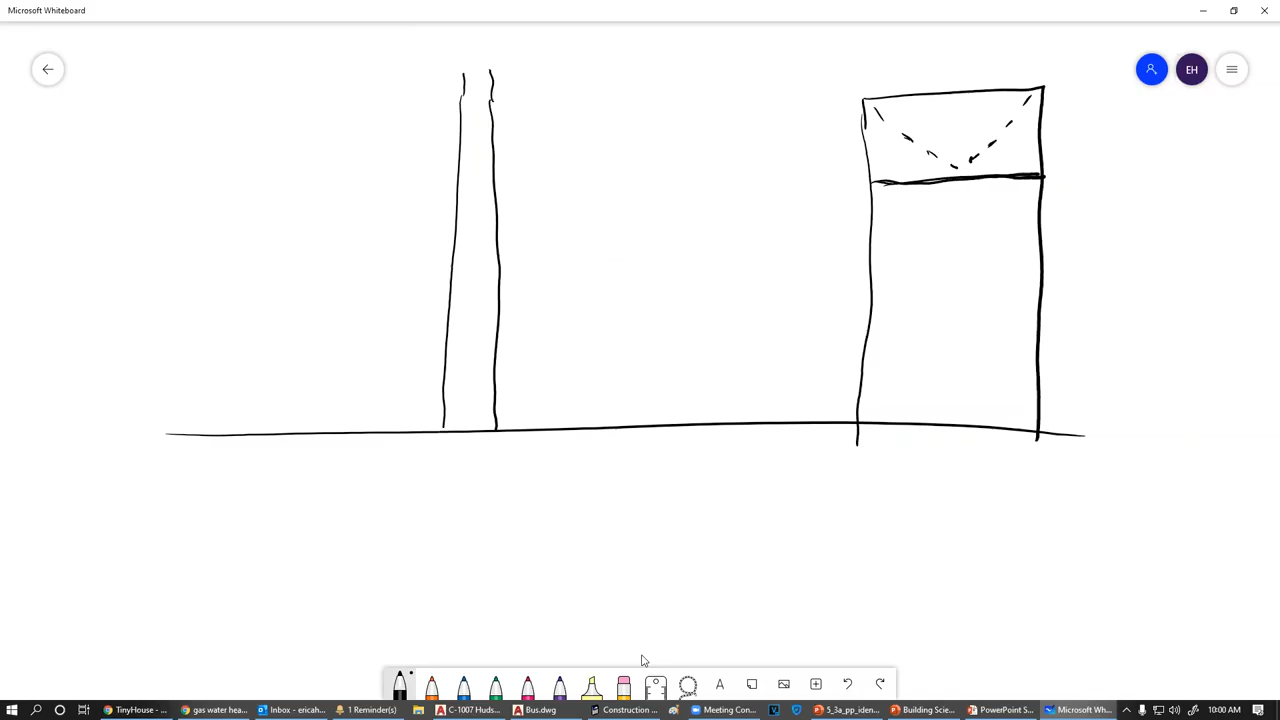 Microsoft Whiteboard
EH
A
TinyHouse -
gas water hea...
Inbox - ericah...
1 Reminder(s)
C-1007 Huds...
Bus.dwg
Construction ...
Meeting Con...
5_3a_pp_iden...
Building Scie...
PowerPoint S...
Microsoft Wh...
10:00 AM